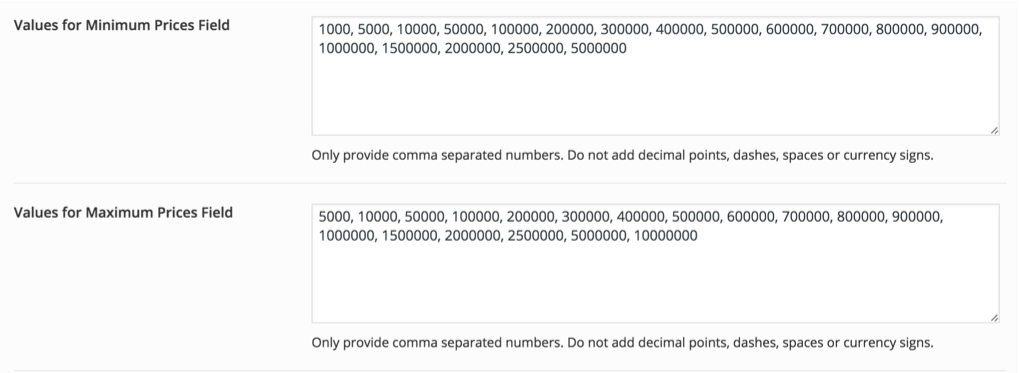 Values for Minimum Prices Field
1000, 5000, 10000, 50000, 100000, 200000, 300000, 400000, 500000, 600000, 700000, 800000, 900000,
1000000, 1500000, 2000000, 2500000, 5000000
Only provide comma separated numbers. Do not add decimal points, dashes, spaces or currency signs.
Values for Maximum Prices Field
5000, 10000, 50000, 100000, 200000, 300000, 400000, 500000, 600000, 700000, 800000, 900000,
1000000, 1500000, 2000000, 2500000, 5000000, 10000000
Only provide comma separated numbers. Do not add decimal points, dashes, spaces or currency signs.